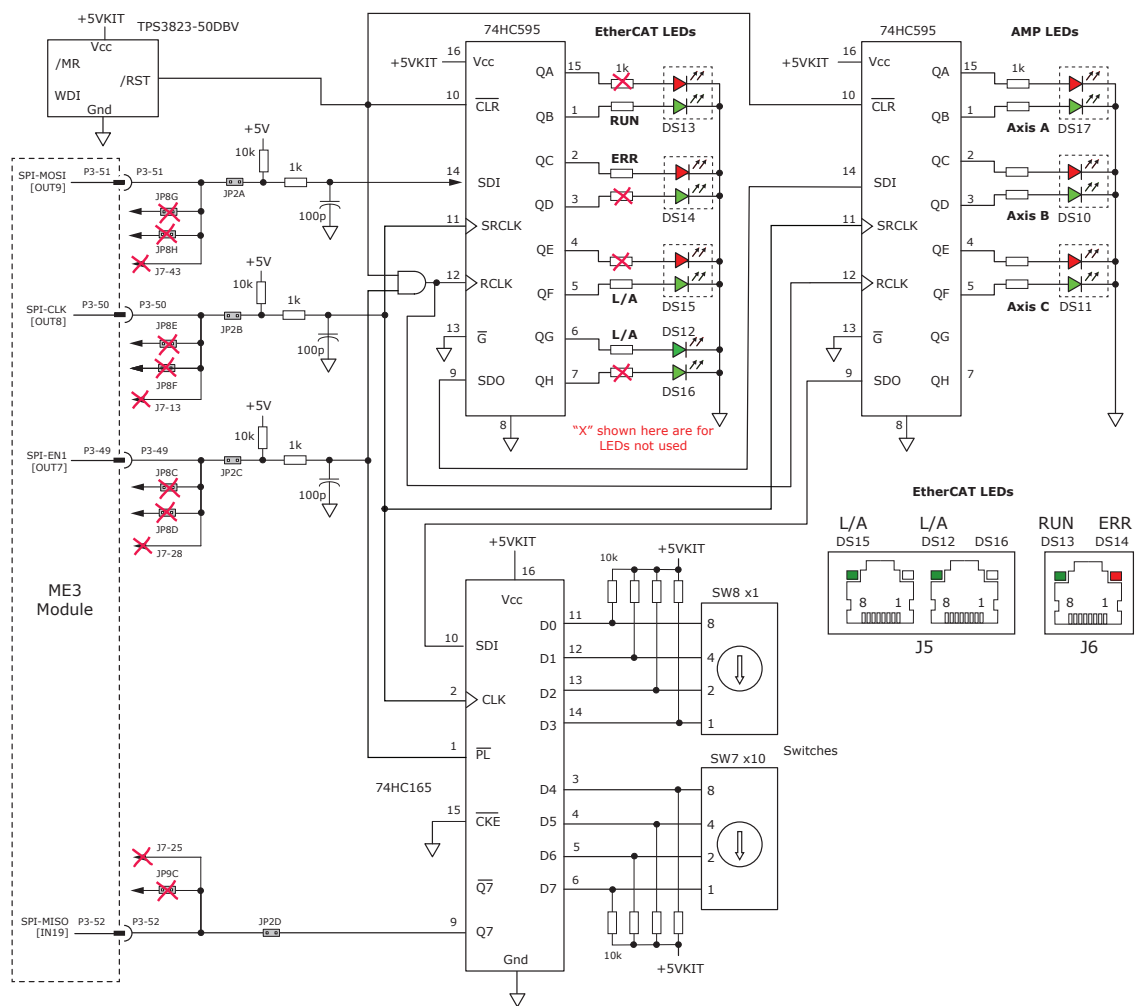 +5VKIT
TPS3823-50DBV
Vcc
/MR
/RST
WDI
Gnd
74HC595
EtherCAT LEDs
+5VKIT
16
Vcc
10
CLR
14
SDI
11
SRCLK
12
RCLK
13
G
9
SDO
8
QA
15
1k
QB
1
RUN
DS13
QC
2
ERR
QD
3
DS14
QE
4
QF
5
L/A
DS15
QG
6
L/A
DS12
QH
7
DS16
"X" shown here are for
LEDs not used
74HC595
AMP LEDs
+5VKIT
16
Vcc
10
CLR
14
SDI
11
SRCLK
12
RCLK
13
G
9
SDO
8
QA
15
1k
QB
1
Axis A
DS17
QC
2
QD
3
Axis B
DS10
QE
4
QF
5
Axis C
DS11
QG
QH
7
SPI-MOSI
[OUT9]
P3-51
P3-51
JP8G
JP8H
J7-43
JP2A
10k
+5V
1k
100p
SPI-CLK
[OUT8]
P3-50
P3-50
JP8E
JP8F
J7-13
JP2B
10k
+5V
1k
100p
SPI-EN1
[OUT7]
P3-49
P3-49
JP8C
JP8D
J7-28
JP2C
10k
+5V
1k
100p
ME3
Module
J7-25
JP9C
SPI-MISO
[IN19]
P3-52
P3-52
JP2D
+5VKIT
16
Vcc
10
SDI
2
CLK
1
PL
74HC165
15
CKE
Q7
9
Q7
Gnd
D0
11
D1
12
D2
13
D3
14
D4
3
D5
4
D6
5
D7
6
10k
+5VKIT
SW8 x1
8
4
2
1
Switches
SW7 x10
8
4
2
1
10k
+5VKIT
EtherCAT LEDs
L/A
L/A
RUN
ERR
DS15
DS12
DS16
DS13
DS14
8
1
8
1
8
1
J5
J6